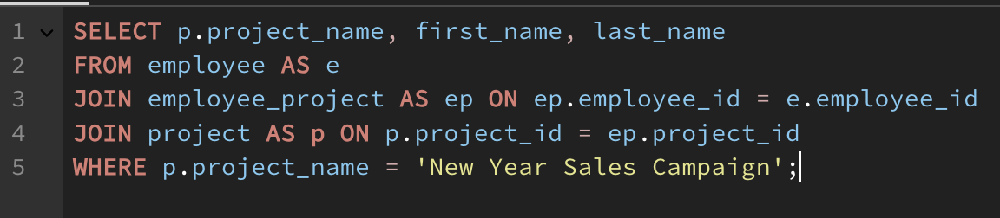 1 SELECT p.project_name, first_name, last_name
2 FROM employee AS e
3 JOIN employee_project AS ep ON ep.employee_id = e.employee_id
4 JOIN project AS p ON p.project_id = ep.project_id
5 WHERE p.project_name = 'New Year Sales Campaign';